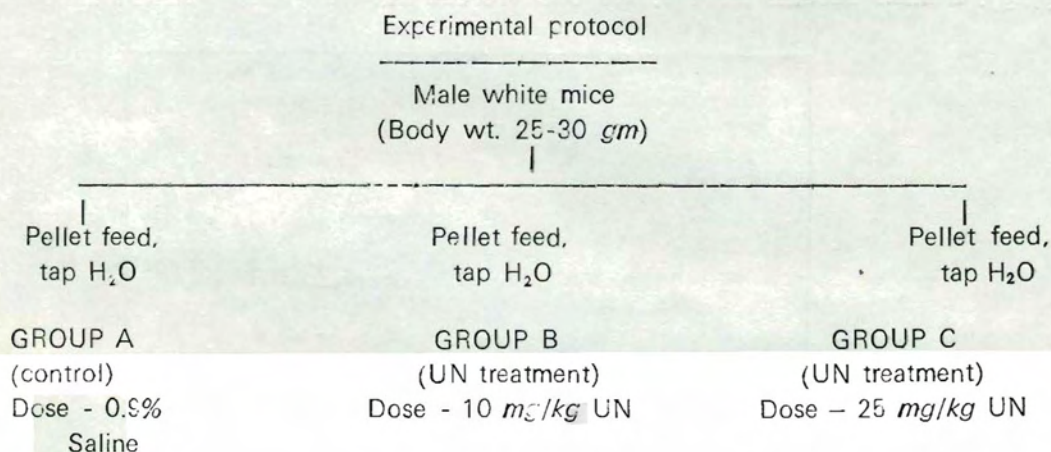 Experimental protocol
Male white mice
(Body wt. 25-30 gm)
Pellet feed, Pellet feed, Pellet feed,
tap H₂O tap H₂O tap H₂O
GROUP A GROUP B GROUP C
(control) (UN treatment) (UN treatment)
Dose - 0.9% Dose - 10 mg/kg UN Dose – 25 mg/kg UN
Saline